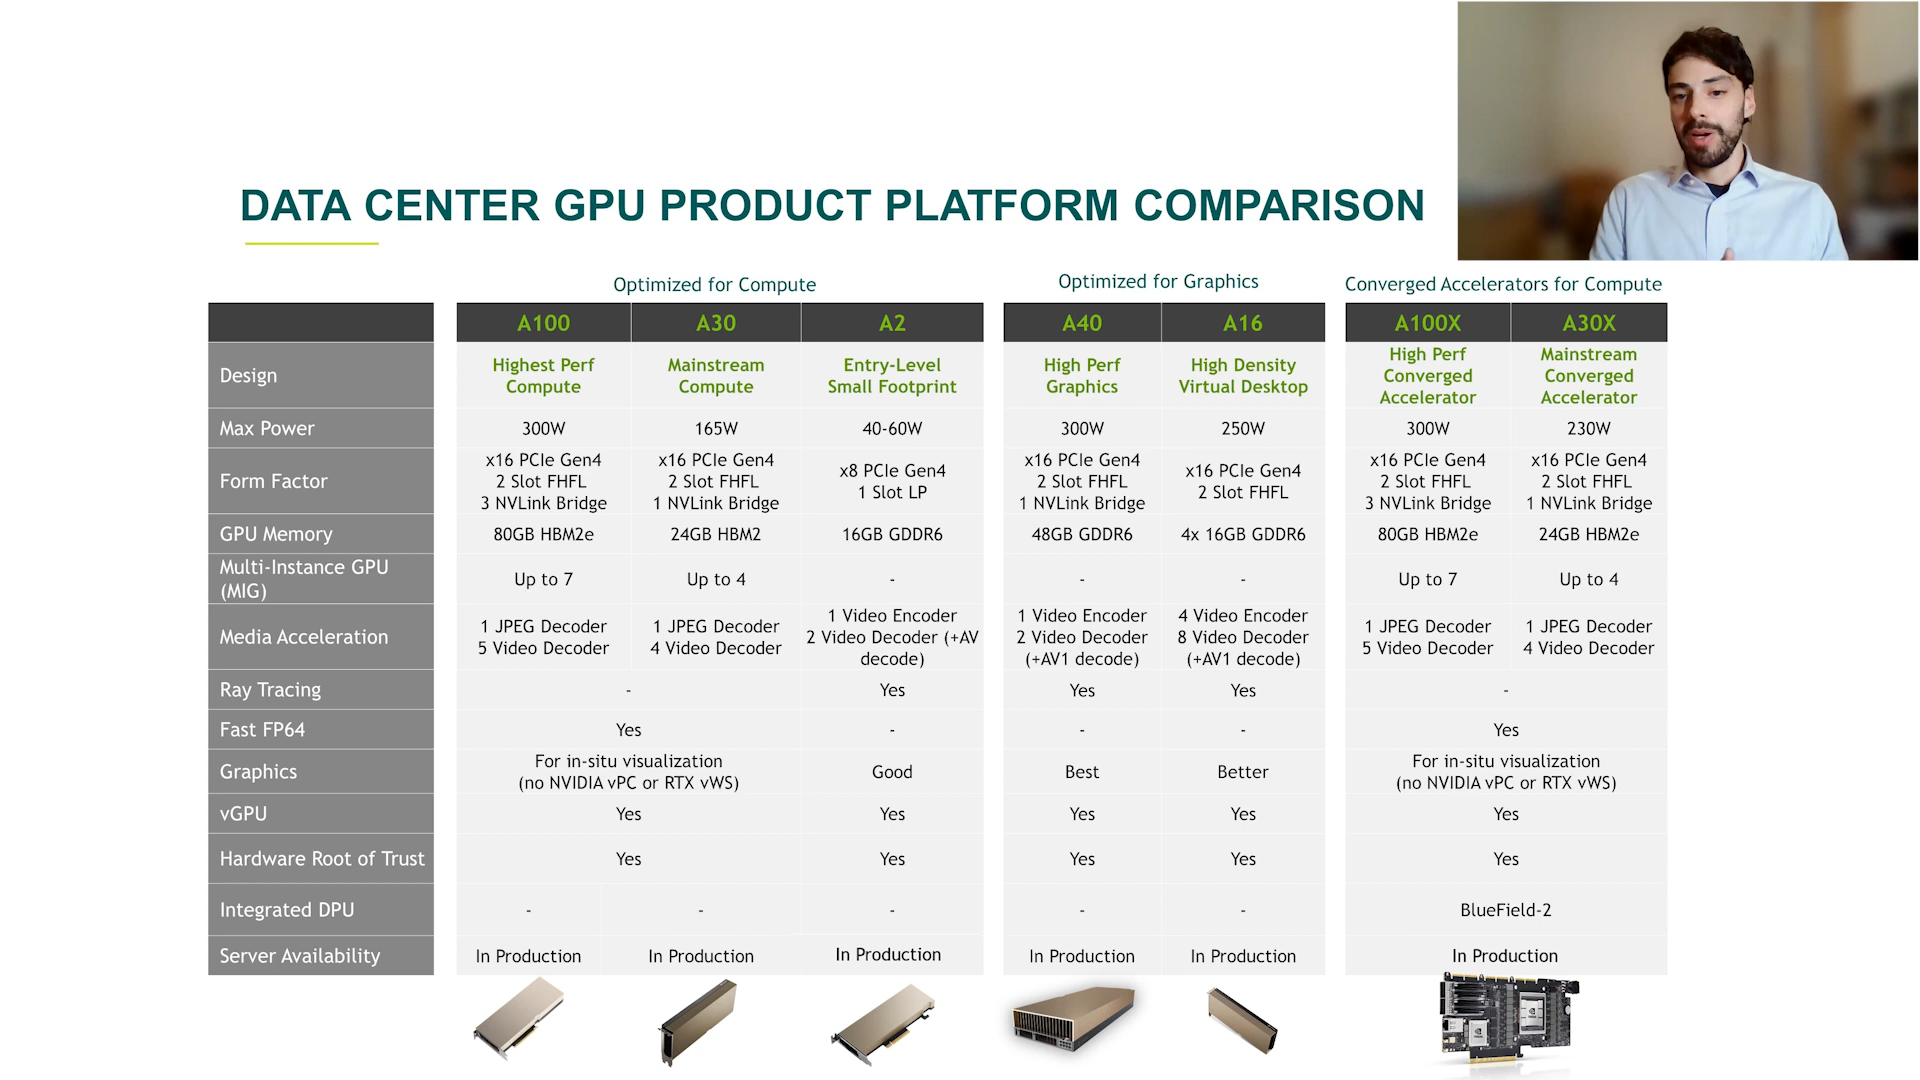 DATA CENTER GPU PRODUCT PLATFORM COMPARISON
Optimized for Compute
Optimized for Graphics
Converged Accelerators for Compute
A100 A30 A2 A40 A16 A100X A30X
Design
Highest Perf
Compute
Mainstream
Compute
Entry-Level
Small Footprint
High Perf
Graphics
High Density
Virtual Desktop
High Perf
Converged
Accelerator
Mainstream
Converged
Accelerator
Max Power 300W 165W 40-60W 300W 250W 300W 230W
Form Factor
x16 PCIe Gen4
2 Slot FHFL
3 NVLink Bridge
x16 PCIe Gen4
2 Slot FHFL
1 NVLink Bridge
x8 PCIe Gen4
1 Slot LP
x16 PCIe Gen4
2 Slot FHFL
1 NVLink Bridge
x16 PCIe Gen4
2 Slot FHFL
x16 PCIe Gen4
2 Slot FHFL
3 NVLink Bridge
x16 PCIe Gen4
2 Slot FHFL
1 NVLink Bridge
GPU Memory 80GB HBM2e 24GB HBM2 16GB GDDR6 48GB GDDR6 4x 16GB GDDR6 80GB HBM2e 24GB HBM2e
Multi-Instance GPU
(MIG)
Up to 7 Up to 4 - - - Up to 7 Up to 4
Media Acceleration
1 JPEG Decoder
5 Video Decoder
1 JPEG Decoder
4 Video Decoder
1 Video Encoder
2 Video Decoder (+AV
decode)
1 Video Encoder
2 Video Decoder
(+AV1 decode)
4 Video Encoder
8 Video Decoder
(+AV1 decode)
1 JPEG Decoder
5 Video Decoder
1 JPEG Decoder
4 Video Decoder
Ray Tracing - Yes Yes Yes -
Fast FP64 Yes - - - Yes
Graphics
For in-situ visualization
(no NVIDIA vPC or RTX vWS)
Good Best Better
For in-situ visualization
(no NVIDIA vPC or RTX vWS)
vGPU Yes Yes Yes Yes Yes
Hardware Root of Trust Yes Yes Yes Yes Yes
Integrated DPU - - - - - BlueField-2
Server Availability In Production In Production In Production In Production In Production In Production